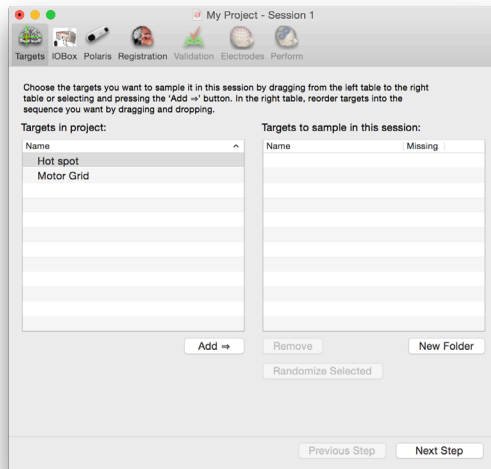 My Project - Session 1
Targets IOBox Polaris Registration Validation Electrodes Perform
Choose the targets you want to sample it in this session by dragging from the left table to the right
table or selecting and pressing the 'Add ⇒' button. In the right table, reorder targets into the
sequence you want by dragging and dropping.
Targets in project: Targets to sample in this session:
Name Name Missing
Hot spot
Motor Grid
Add ⇒ Remove New Folder
Randomize Selected
Previous Step Next Step